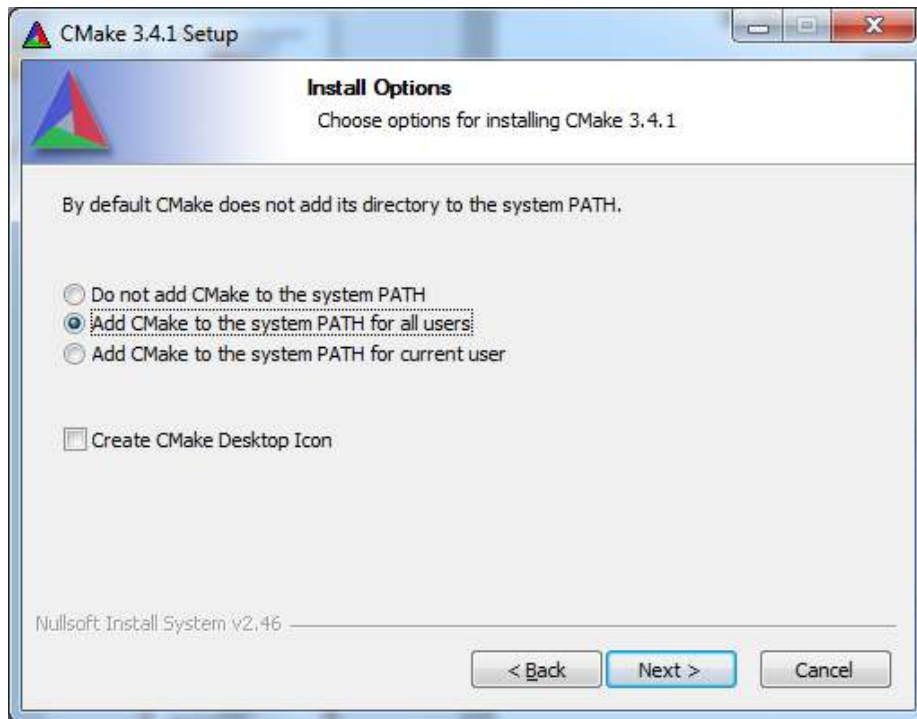 CMake 3.4.1 Setup
Install Options
Choose options for installing CMake 3.4.1
By default CMake does not add its directory to the system PATH.
Do not add CMake to the system PATH
Add CMake to the system PATH for all users
Add CMake to the system PATH for current user
Create CMake Desktop Icon
Nullsoft Install System v2.46
< Back Next > Cancel